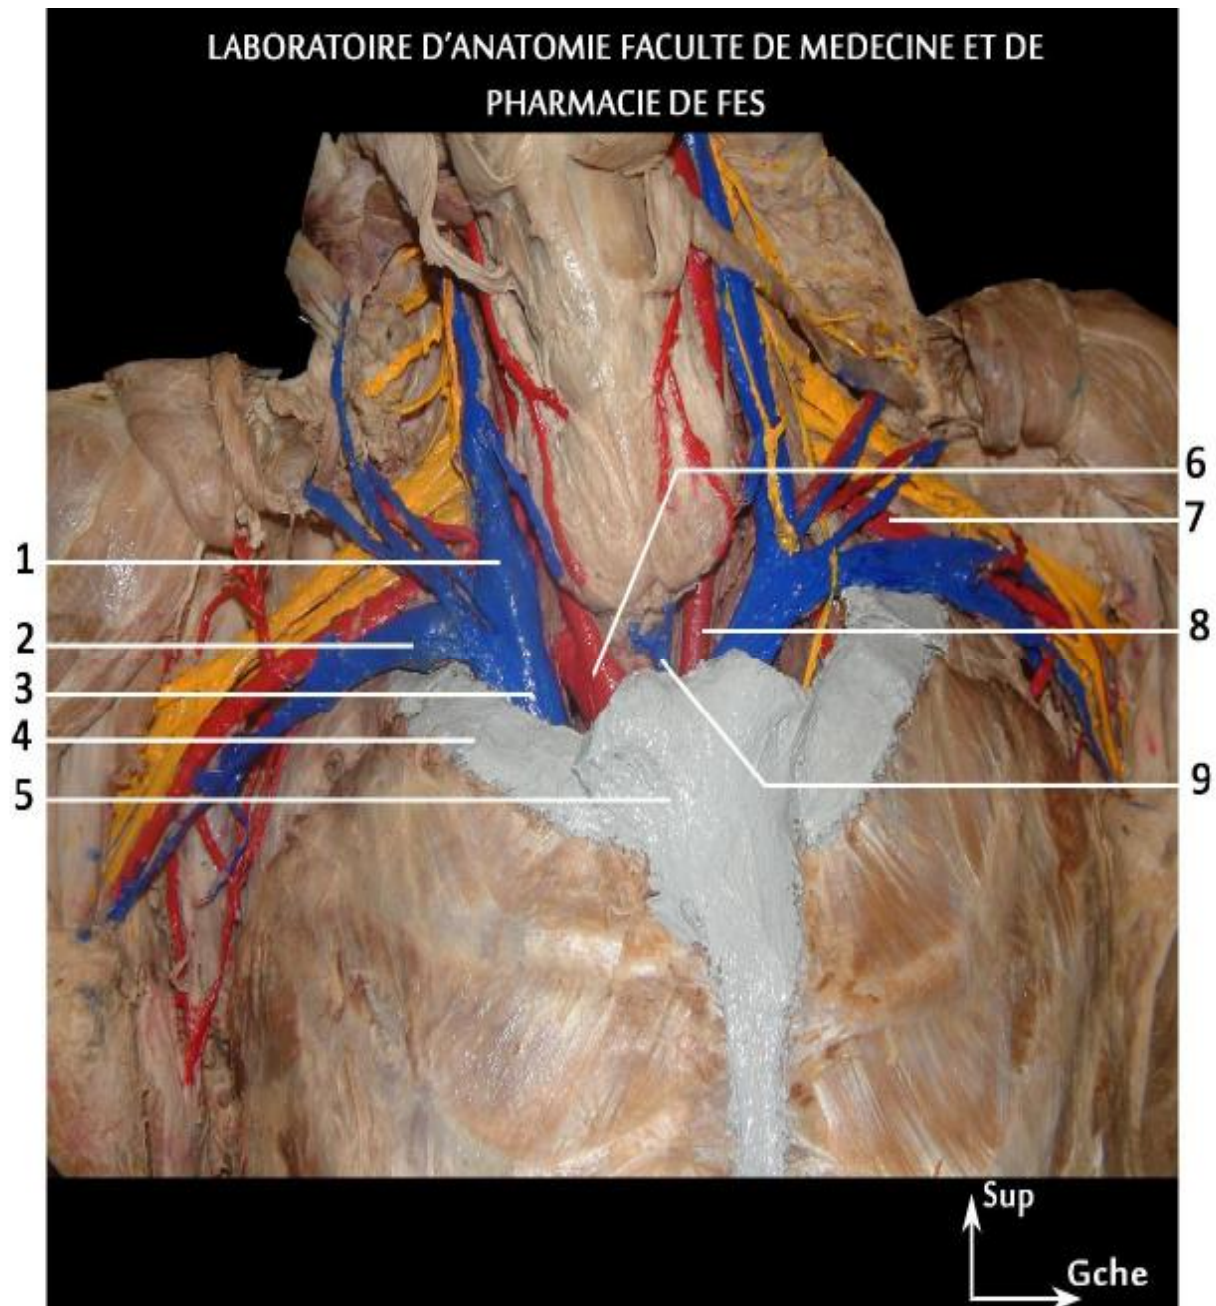 LABORATOIRE D'ANATOMIE FACULTE DE MEDECINE ET DE
PHARMACIE DE FES
6
7
1
2
8
3
4
5
9
Sup
Gche